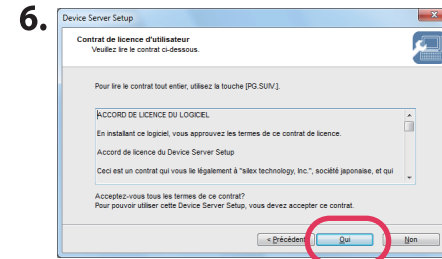 6.
Device Server Setup
Contrat de licence d'utilisateur
Veuillez lire le contrat ci-dessous.
Pour lire le contrat tout entier, utilisez la touche [PG.SUIV.].
ACCORD DE LICENCE DU LOGICIEL
En installant ce logiciel, vous approuvez les termes de ce contrat de licence.
Accord de licence du Device Server Setup
Ceci est un contrat qui vous lie légalement à "silex technology, Inc.", société japonaise, et qui
Acceptez-vous tous les termes de ce contrat?
Pour pouvoir utiliser cette Device Server Setup, vous devez accepter ce contrat.
< Précédent Oui Non